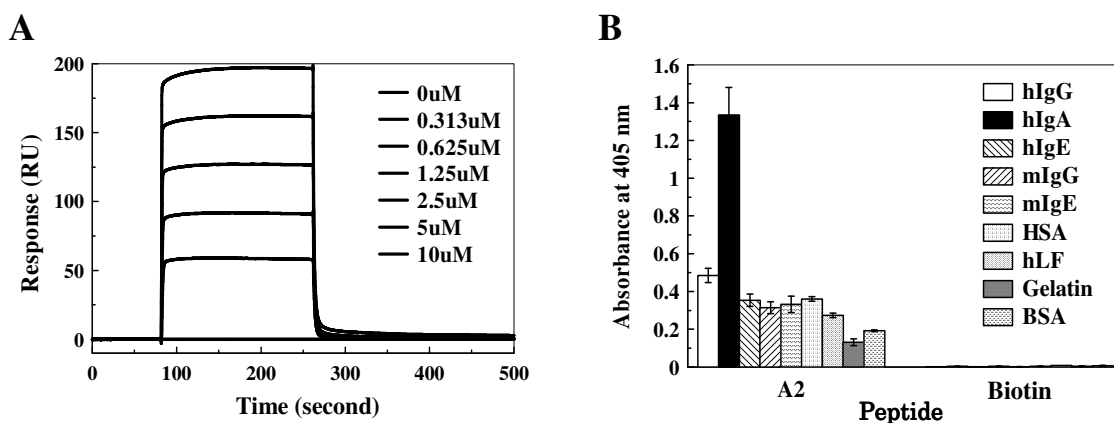 A
200
150
100
50
0
Response (RU)
0uM
0.313uM
0.625uM
1.25uM
2.5uM
5uM
10uM
0 100 200 300 400 500
Time (second)
B
1.6
1.4
1.2
1
0.8
0.6
0.4
0.2
0
Absorbance at 405 nm
hIgG
hIgA
hIgE
mIgG
mIgE
HSA
hLF
Gelatin
BSA
A2 Biotin
Peptide